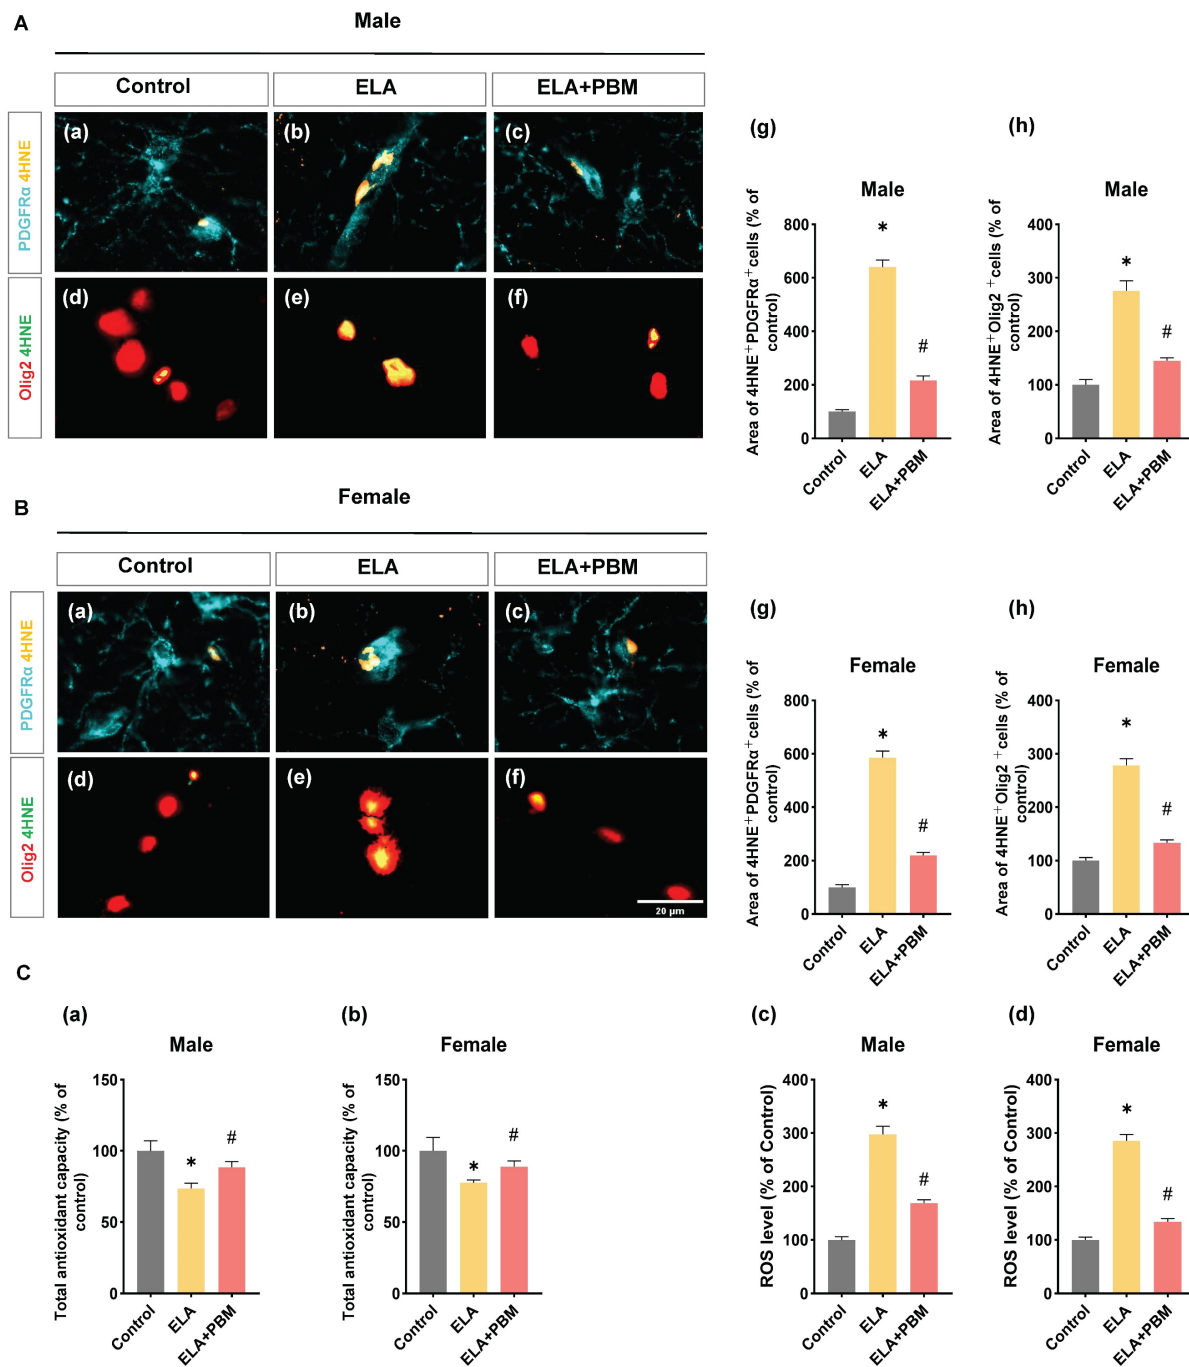 A
Male
Control
ELA
ELA+PBM
PDGFRα 4HNE
(a)
(b)
(c)
Olig2 4HNE
(d)
(e)
(f)
(g)
Male
Area of 4HNE+PDGFRα+cells (% of
control)
800
600
400
200
0
*
#
Control
ELA
ELA+PBM
(h)
Male
Area of 4HNE+Olig2 +cells (% of
control)
400
300
200
100
0
*
#
Control
ELA
ELA+PBM
B
Female
Control
ELA
ELA+PBM
PDGFRα 4HNE
(a)
(b)
(c)
Olig2 4HNE
(d)
(e)
(f)
20 µm
(g)
Female
Area of 4HNE+PDGFRα+cells (% of
control)
800
600
400
200
0
*
#
Control
ELA
ELA+PBM
(h)
Female
Area of 4HNE+Olig2 +cells (% of
control)
400
300
200
100
0
*
#
Control
ELA
ELA+PBM
C
(a)
Male
Total antioxidant capacity (% of
control)
150
100
50
0
*
#
Control
ELA
ELA+PBM
(b)
Female
Total antioxidant capacity (% of
control)
150
100
50
0
*
#
Control
ELA
ELA+PBM
(c)
Male
ROS level (% of Control)
400
300
200
100
0
*
#
Control
ELA
ELA+PBM
(d)
Female
ROS level (% of Control)
400
300
200
100
0
*
#
Control
ELA
ELA+PBM